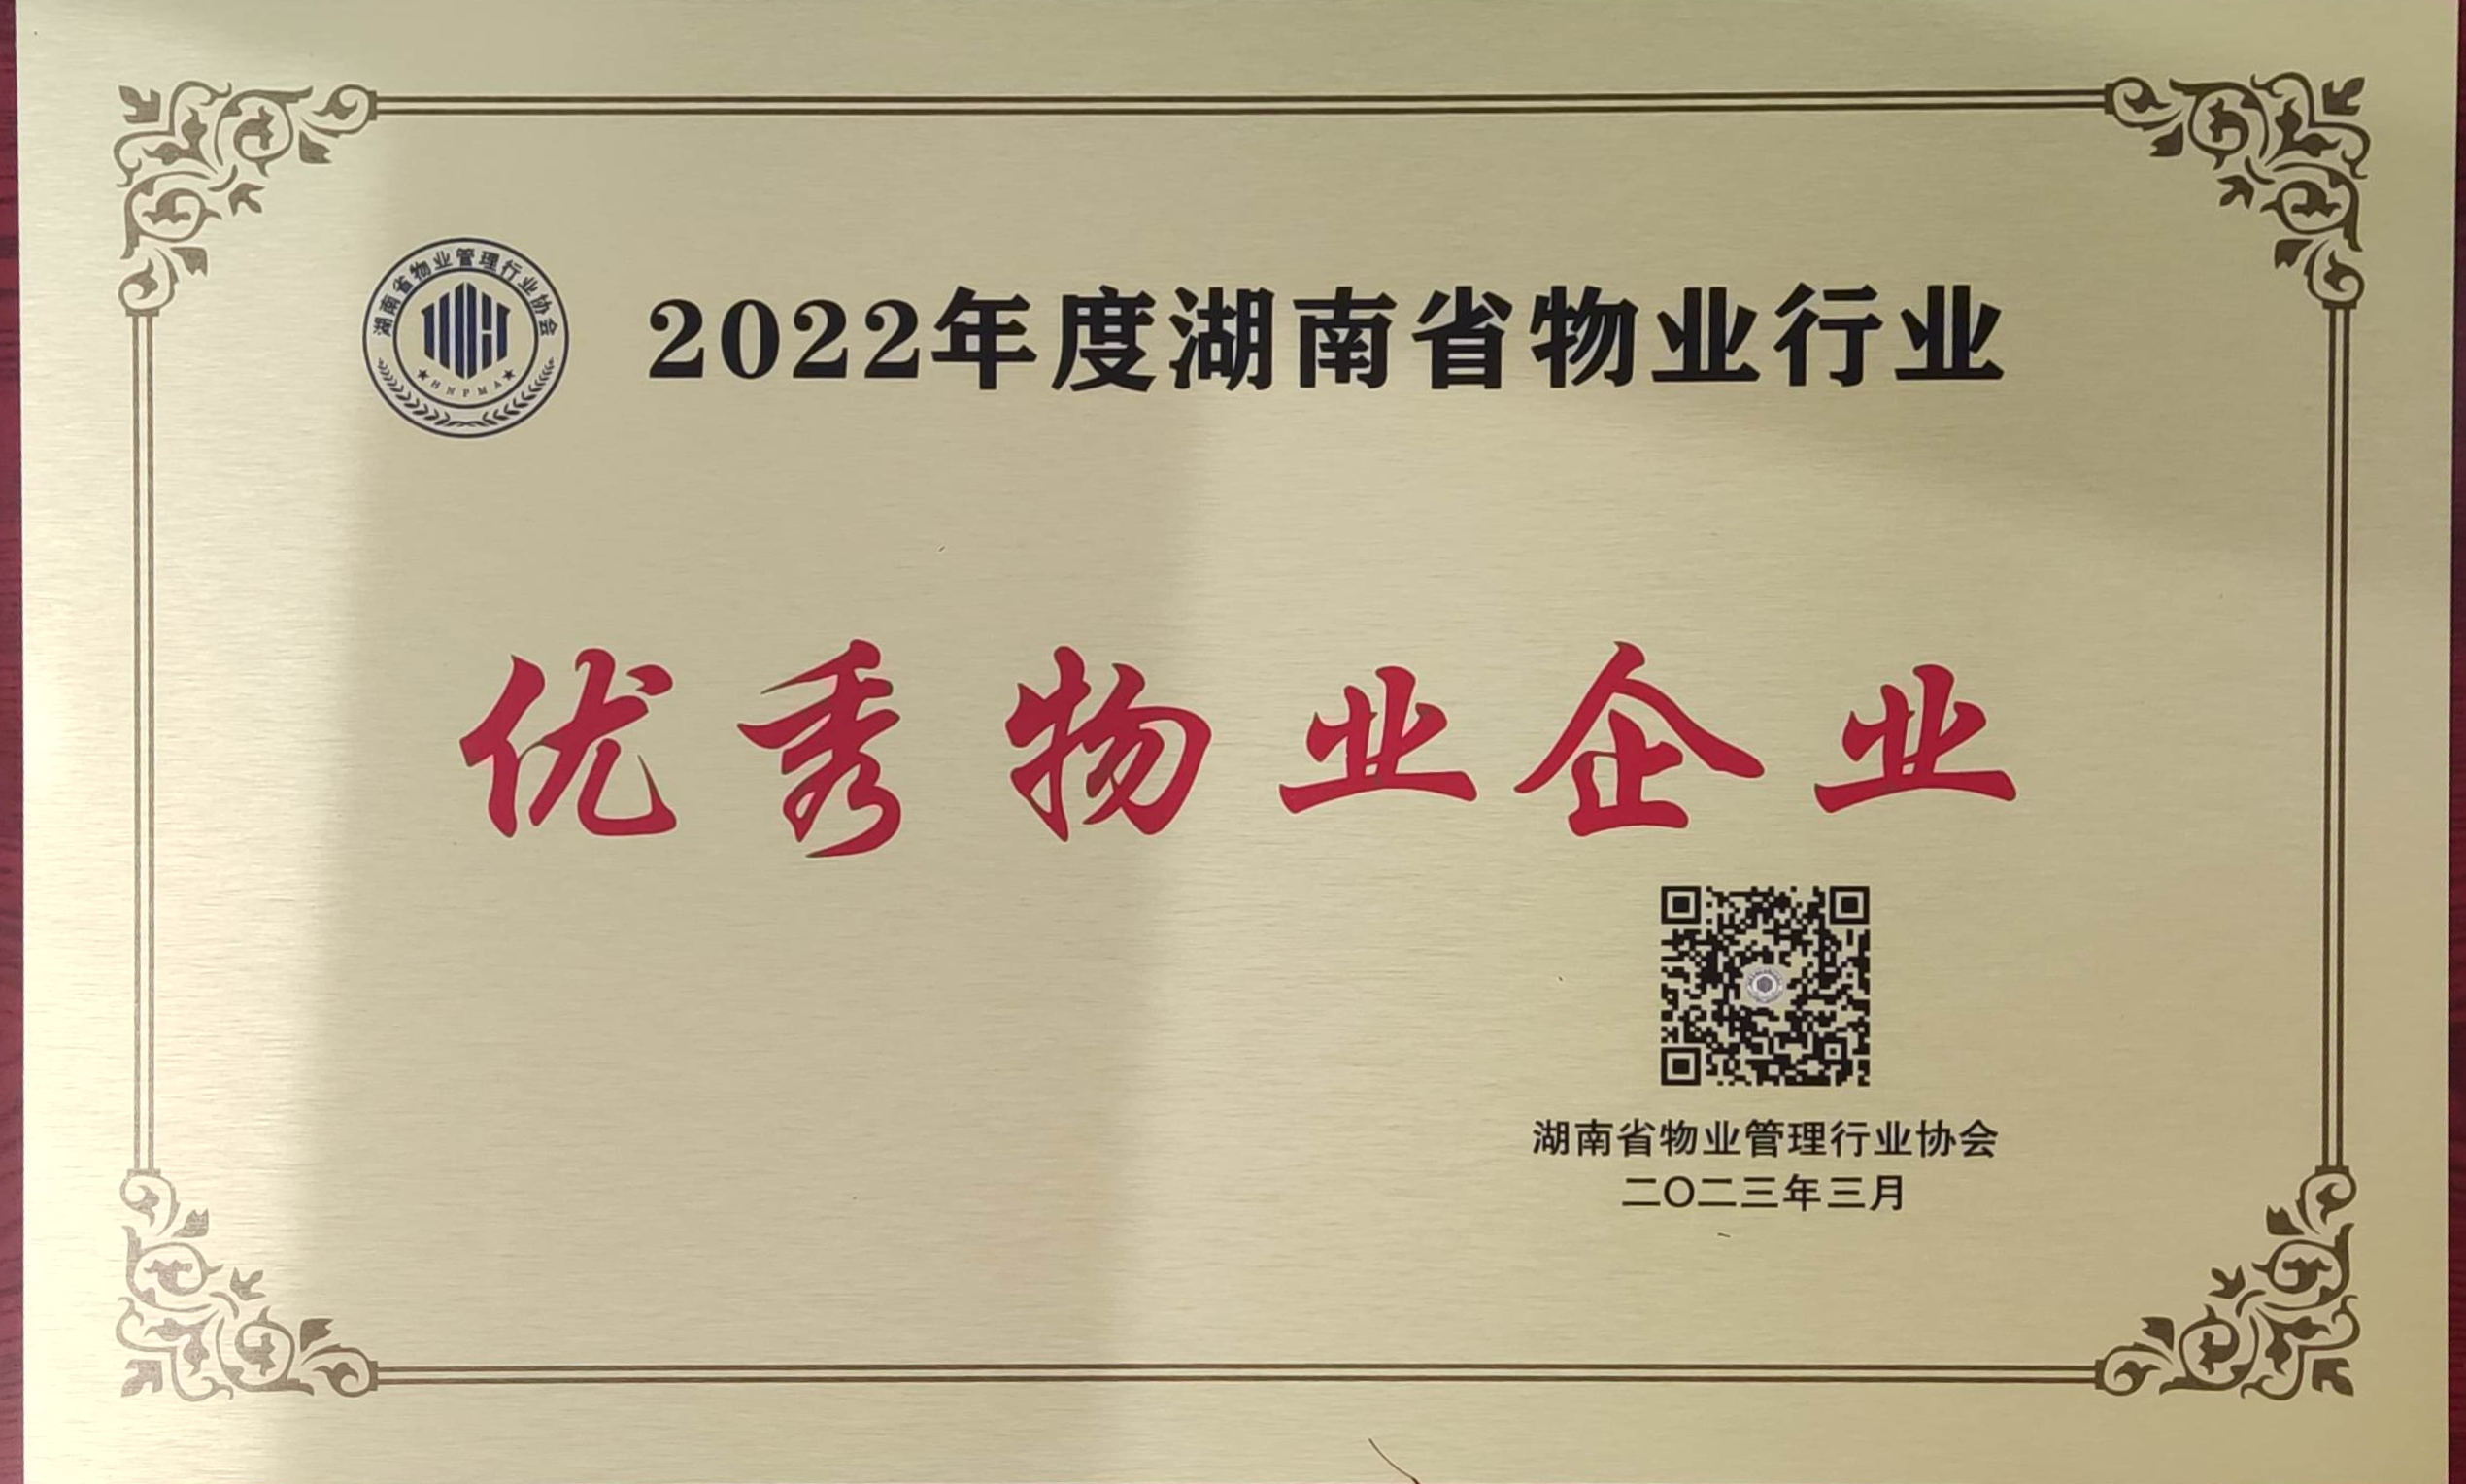 湖南省物业管理行业协会
HNPMA
2022年度湖南省物业行业
优秀物业企业
湖南省物业管理行业协会
二〇二三年三月